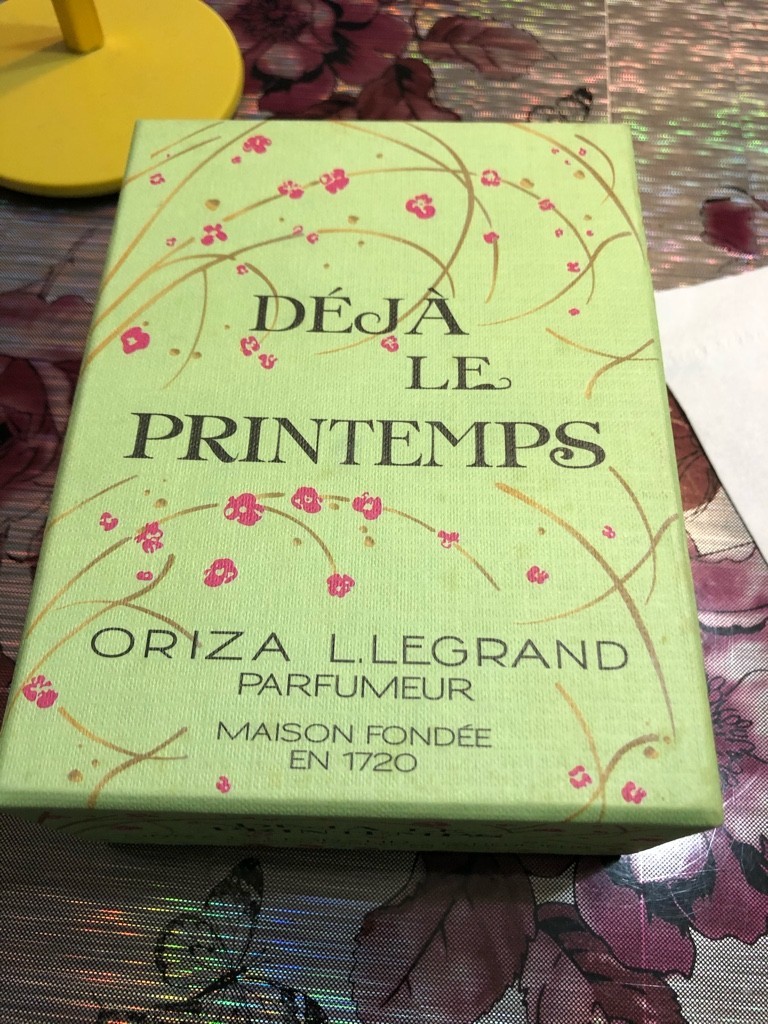 DÉJÀ
LE
PRINTEMPS
ORIZA L.LEGRAND
PARFUMEUR
MAISON FONDÉE
EN 1720